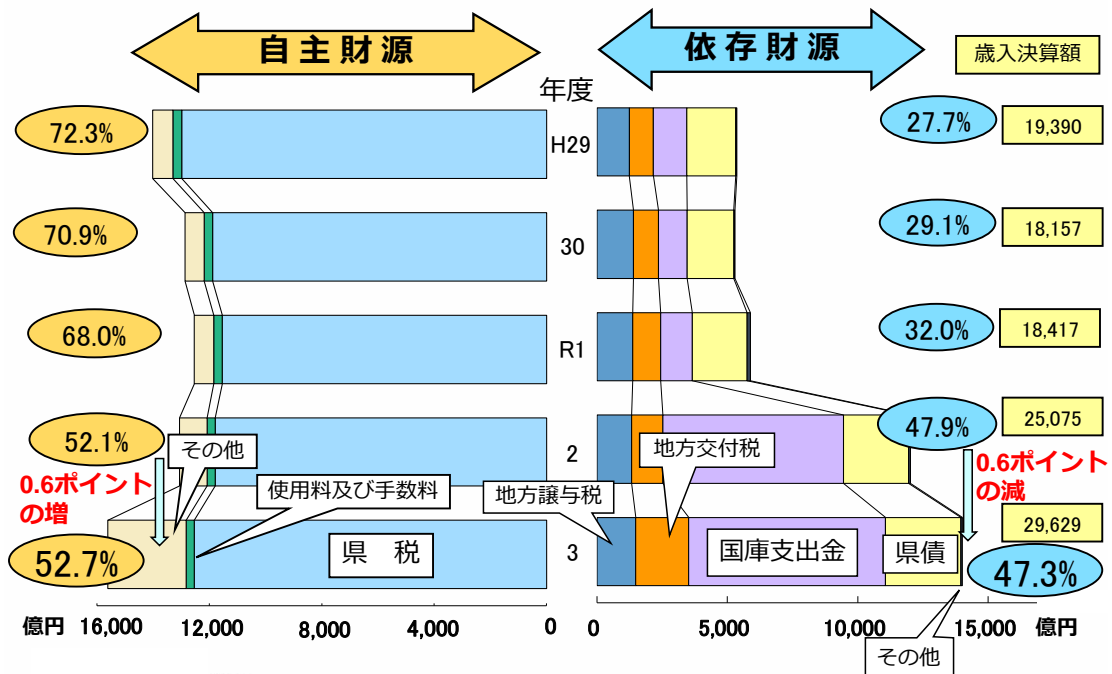 自主財源
依存財源
歳入決算額
年度
72.3%
H29
27.7%
19,390
70.9%
30
29.1%
18,157
68.0%
R1
32.0%
18,417
52.1%
2
47.9%
25,075
その他
地方交付税
0.6ポイント
の増
使用料及び手数料
地方譲与税
0.6ポイント
の減
29,629
52.7%
県 税
3
国庫支出金
県債
47.3%
億円 16,000 12,000 8,000 4,000 0
0 5,000 10,000 15,000 億円
その他